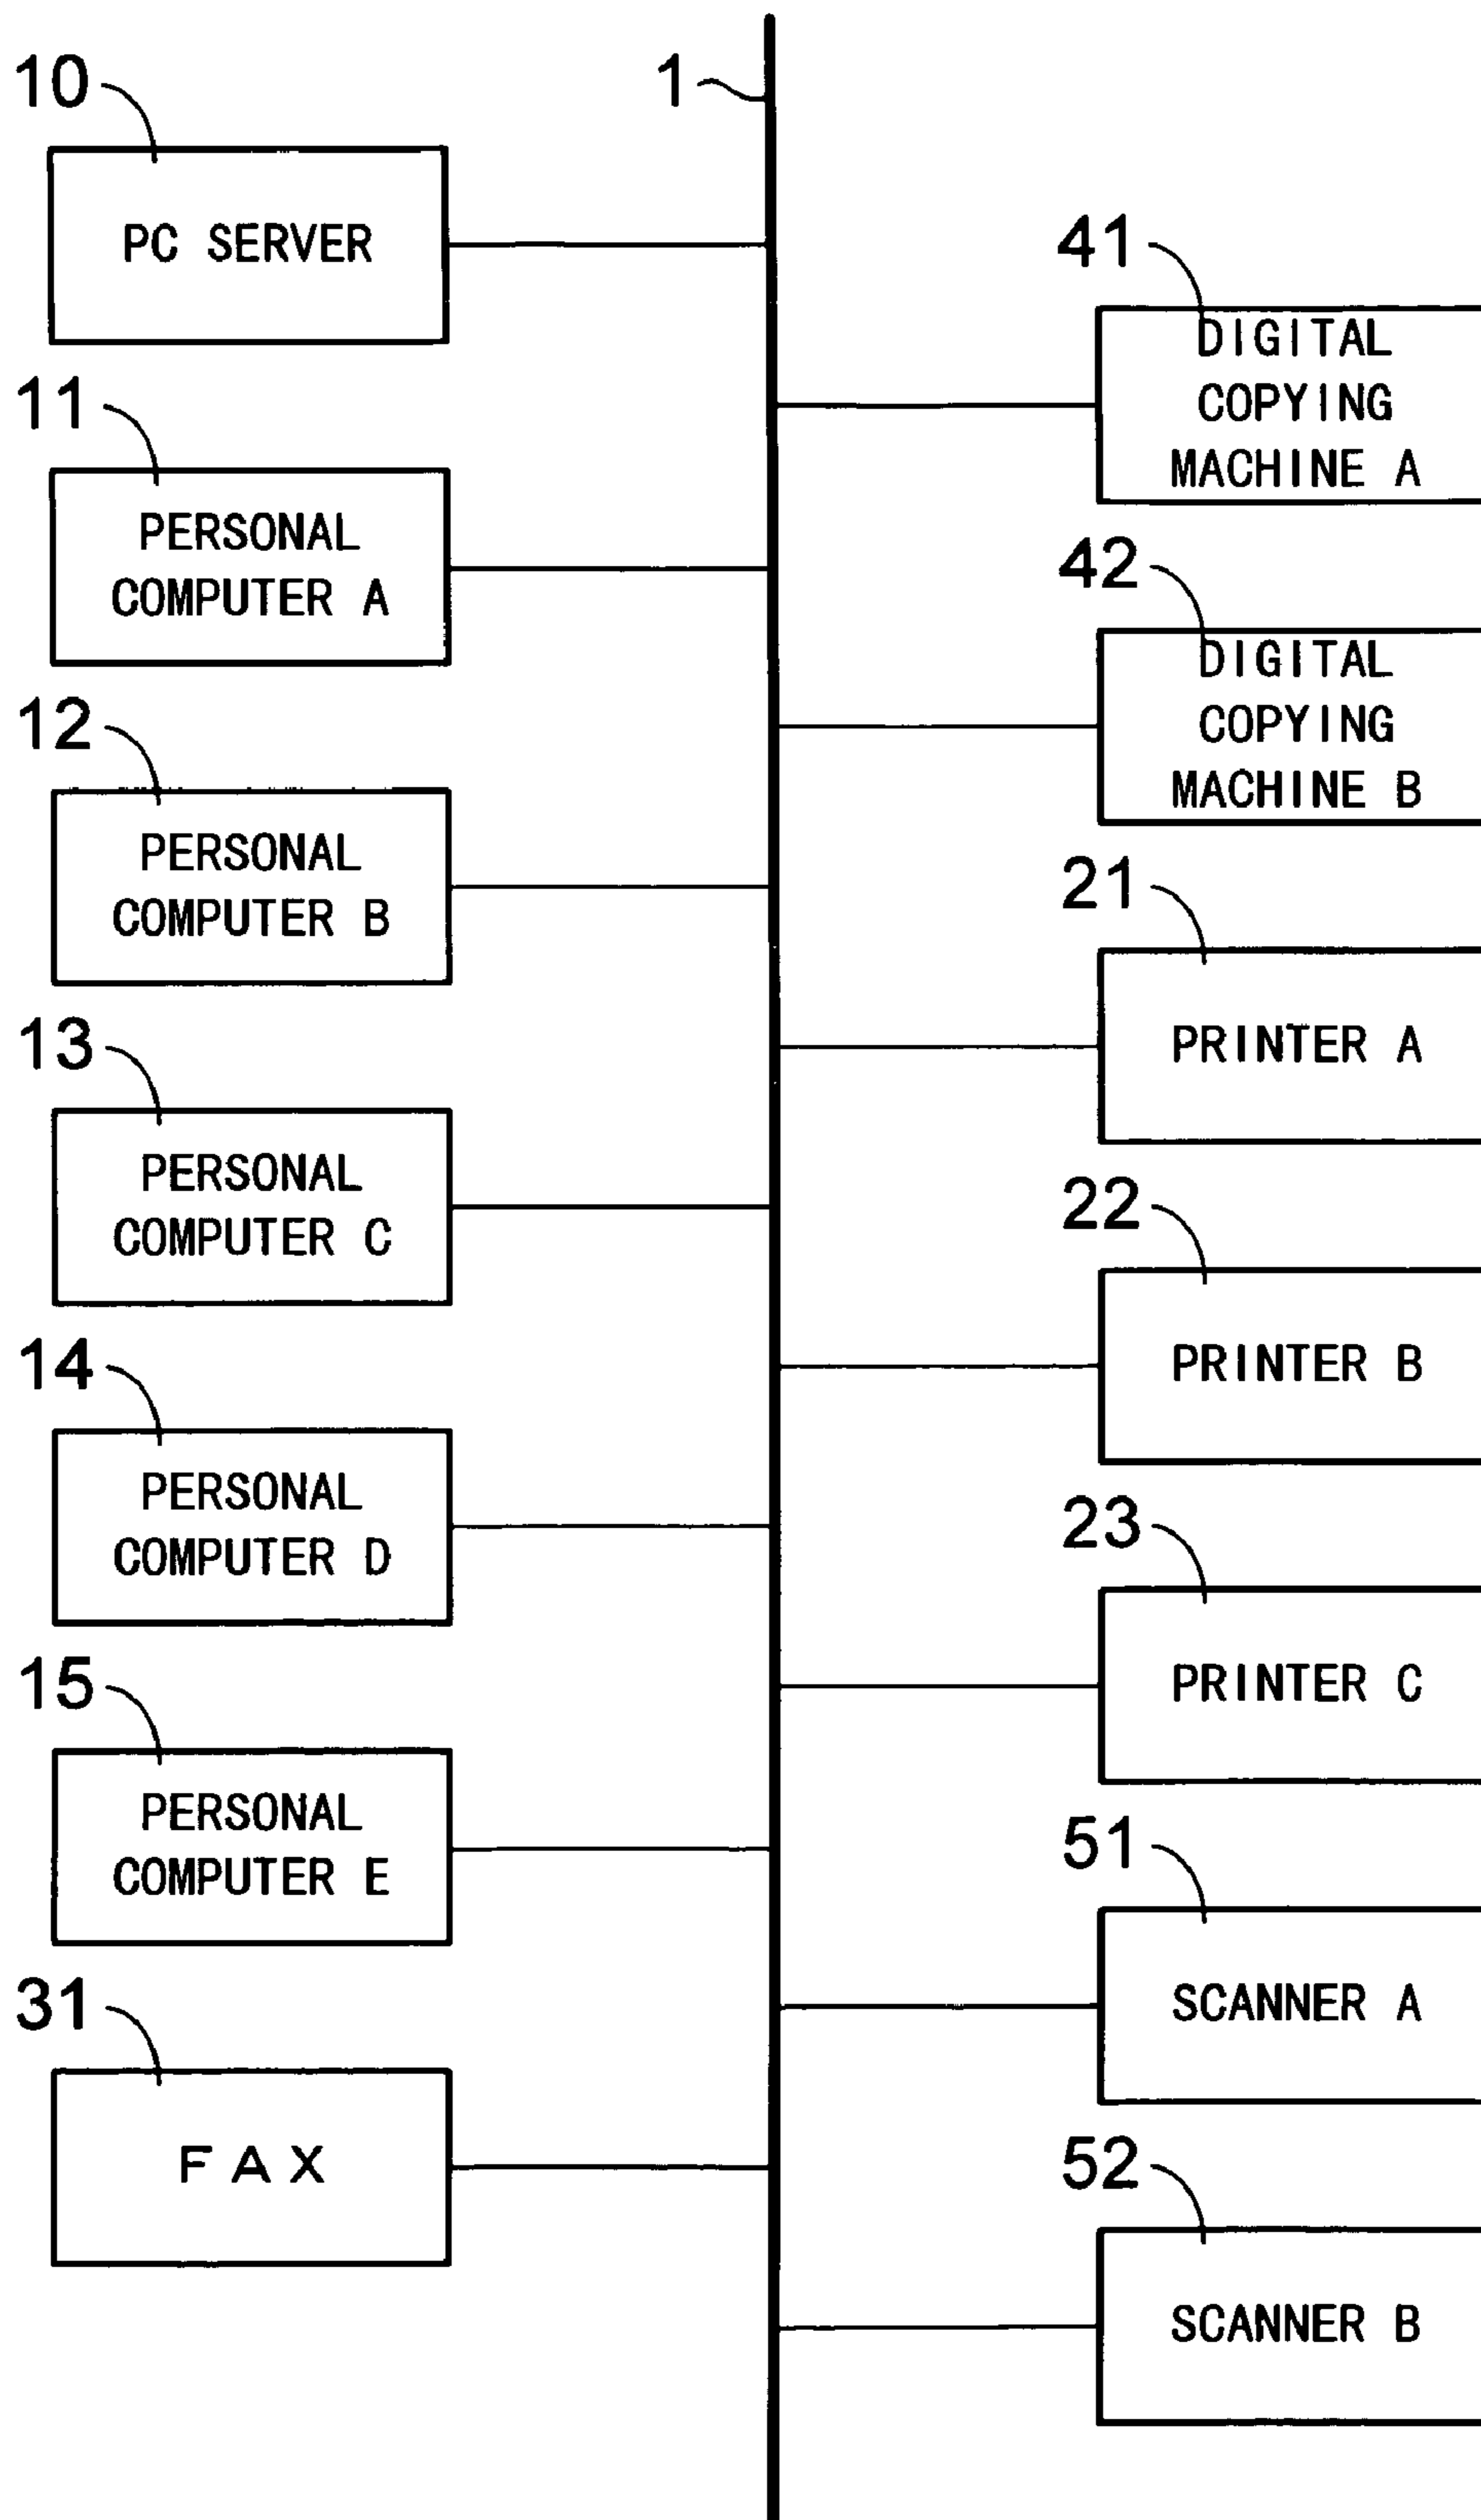 10
PC SERVER
11
PERSONAL
COMPUTER A
12
PERSONAL
COMPUTER B
13
PERSONAL
COMPUTER C
14
PERSONAL
COMPUTER D
15
PERSONAL
COMPUTER E
31
FAX
1
41
DIGITAL
COPYING
MACHINE A
42
DIGITAL
COPYING
MACHINE B
21
PRINTER A
22
PRINTER B
23
PRINTER C
51
SCANNER A
52
SCANNER B